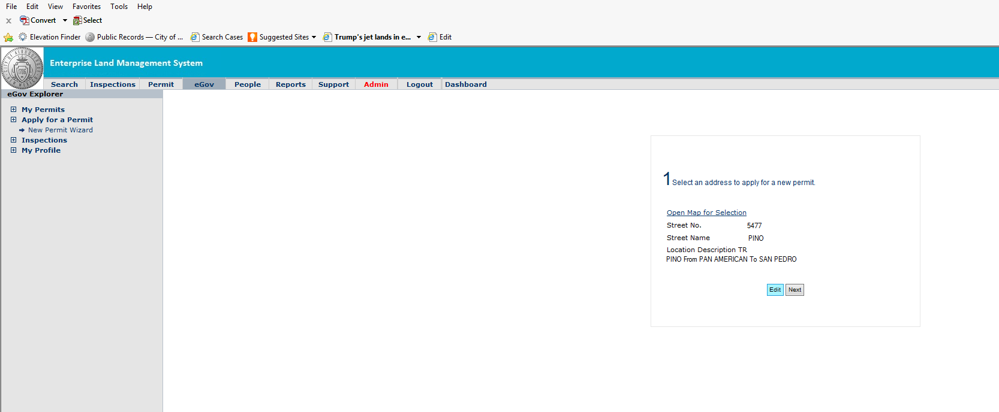 File Edit View Favorites Tools Help
x Convert Select
Elevation Finder Public Records — City of ... Search Cases Suggested Sites Trump's jet lands in e... Edit
Enterprise Land Management System
Search Inspections Permit eGov People Reports Support Admin Logout Dashboard
eGov Explorer
My Permits
Apply for a Permit
New Permit Wizard
Inspections
My Profile
1 Select an address to apply for a new permit.
Open Map for Selection
Street No. 5477
Street Name PINO
Location Description TR
PINO From PAN AMERICAN To SAN PEDRO
Edit Next